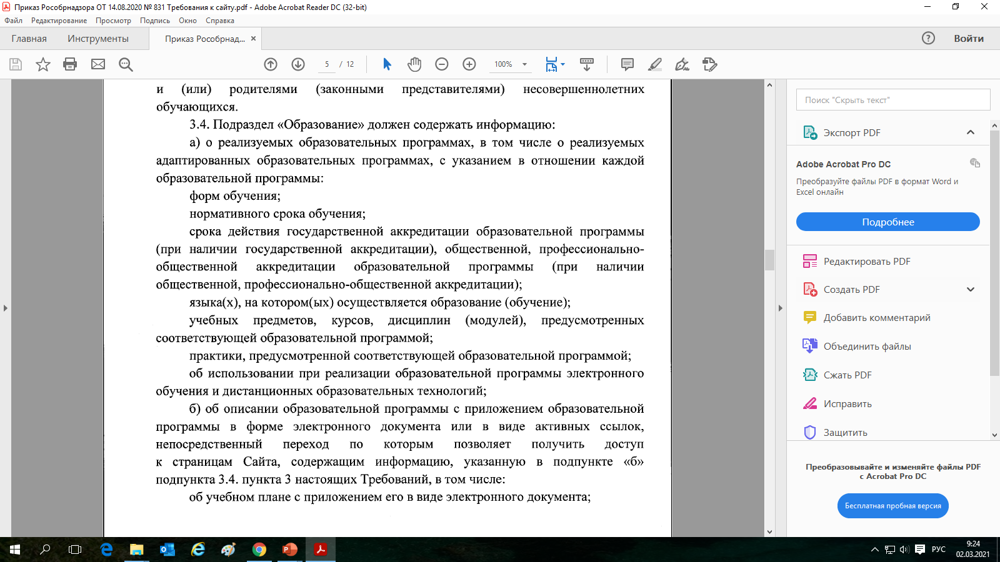 Приказ Рособрнадзора ОТ 14.08.2020 № 831 Требования к сайту.pdf - Adobe Acrobat Reader DC (32-bit)
Файл Редактирование Просмотр Подпись Окно Справка
Главная Инструменты Приказ Рособрнад... × Войти
5 / 12 100%
и (или) родителями (законными представителями) несовершеннолетних
обучающихся.
3.4. Подраздел «Образование» должен содержать информацию:
а) о реализуемых образовательных программах, в том числе о реализуемых
адаптированных образовательных программах, с указанием в отношении каждой
образовательной программы:
форм обучения;
нормативного срока обучения;
срока действия государственной аккредитации образовательной программы
(при наличии государственной аккредитации), общественной, профессионально-
общественной аккредитации образовательной программы (при наличии
общественной, профессионально-общественной аккредитации);
языка(х), на котором(ых) осуществляется образование (обучение);
учебных предметов, курсов, дисциплин (модулей), предусмотренных
соответствующей образовательной программой;
практики, предусмотренной соответствующей образовательной программой;
об использовании при реализации образовательной программы электронного
обучения и дистанционных образовательных технологий;
б) об описании образовательной программы с приложением образовательной
программы в форме электронного документа или в виде активных ссылок,
непосредственный переход по которым позволяет получить доступ
к страницам Сайта, содержащим информацию, указанную в подпункте «б»
подпункта 3.4. пункта 3 настоящих Требований, в том числе:
об учебном плане с приложением его в виде электронного документа;
Поиск "Скрыть текст"
Экспорт PDF
Adobe Acrobat Pro DC
Преобразуйте файлы PDF в формат Word и
Excel онлайн
Подробнее
Редактировать PDF
Создать PDF
Добавить комментарий
Объединить файлы
Сжать PDF
Исправить
Защитить
Преобразовывайте и изменяйте файлы PDF
с Acrobat Pro DC
Бесплатная пробная версия
РУС
9:24
02.03.2021